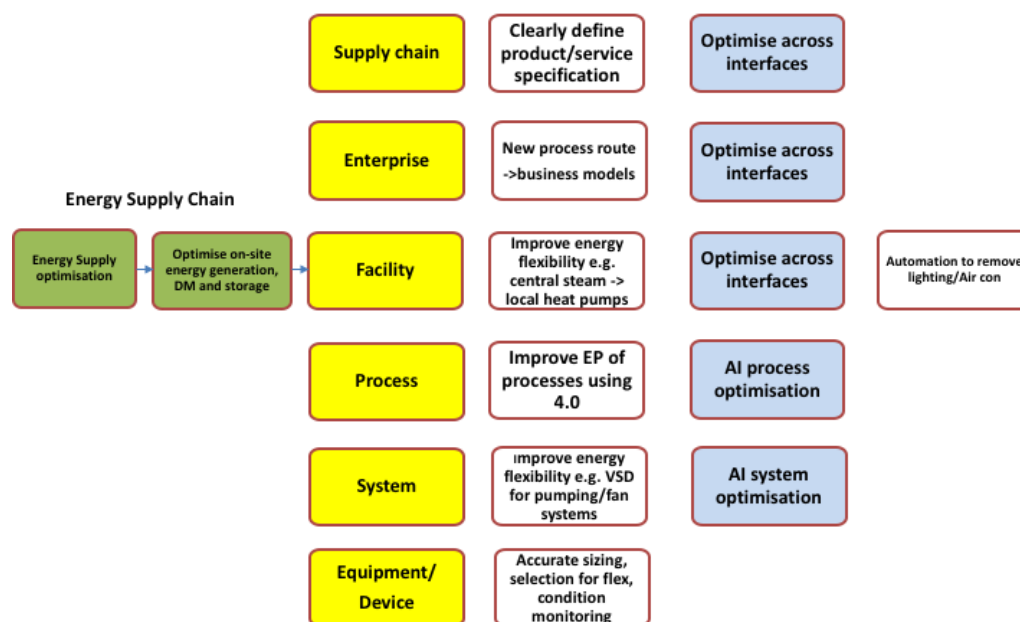 Supply chain
Clearly define
product/service
specification
Optimise across
interfaces
Enterprise
New process route
->business models
Optimise across
interfaces
Energy Supply Chain
Energy Supply
optimisation
Optimise on-site
energy generation,
DM and storage
Facility
Improve energy
flexibility e.g.
central steam ->
local heat pumps
Optimise across
interfaces
Automation to remove
lighting/Air con
Process
Improve EP of
processes using
4.0
AI process
optimisation
System
Improve energy
flexibility e.g. VSD
for pumping/fan
systems
AI system
optimisation
Equipment/
Device
Accurate sizing,
selection for flex,
condition
monitoring